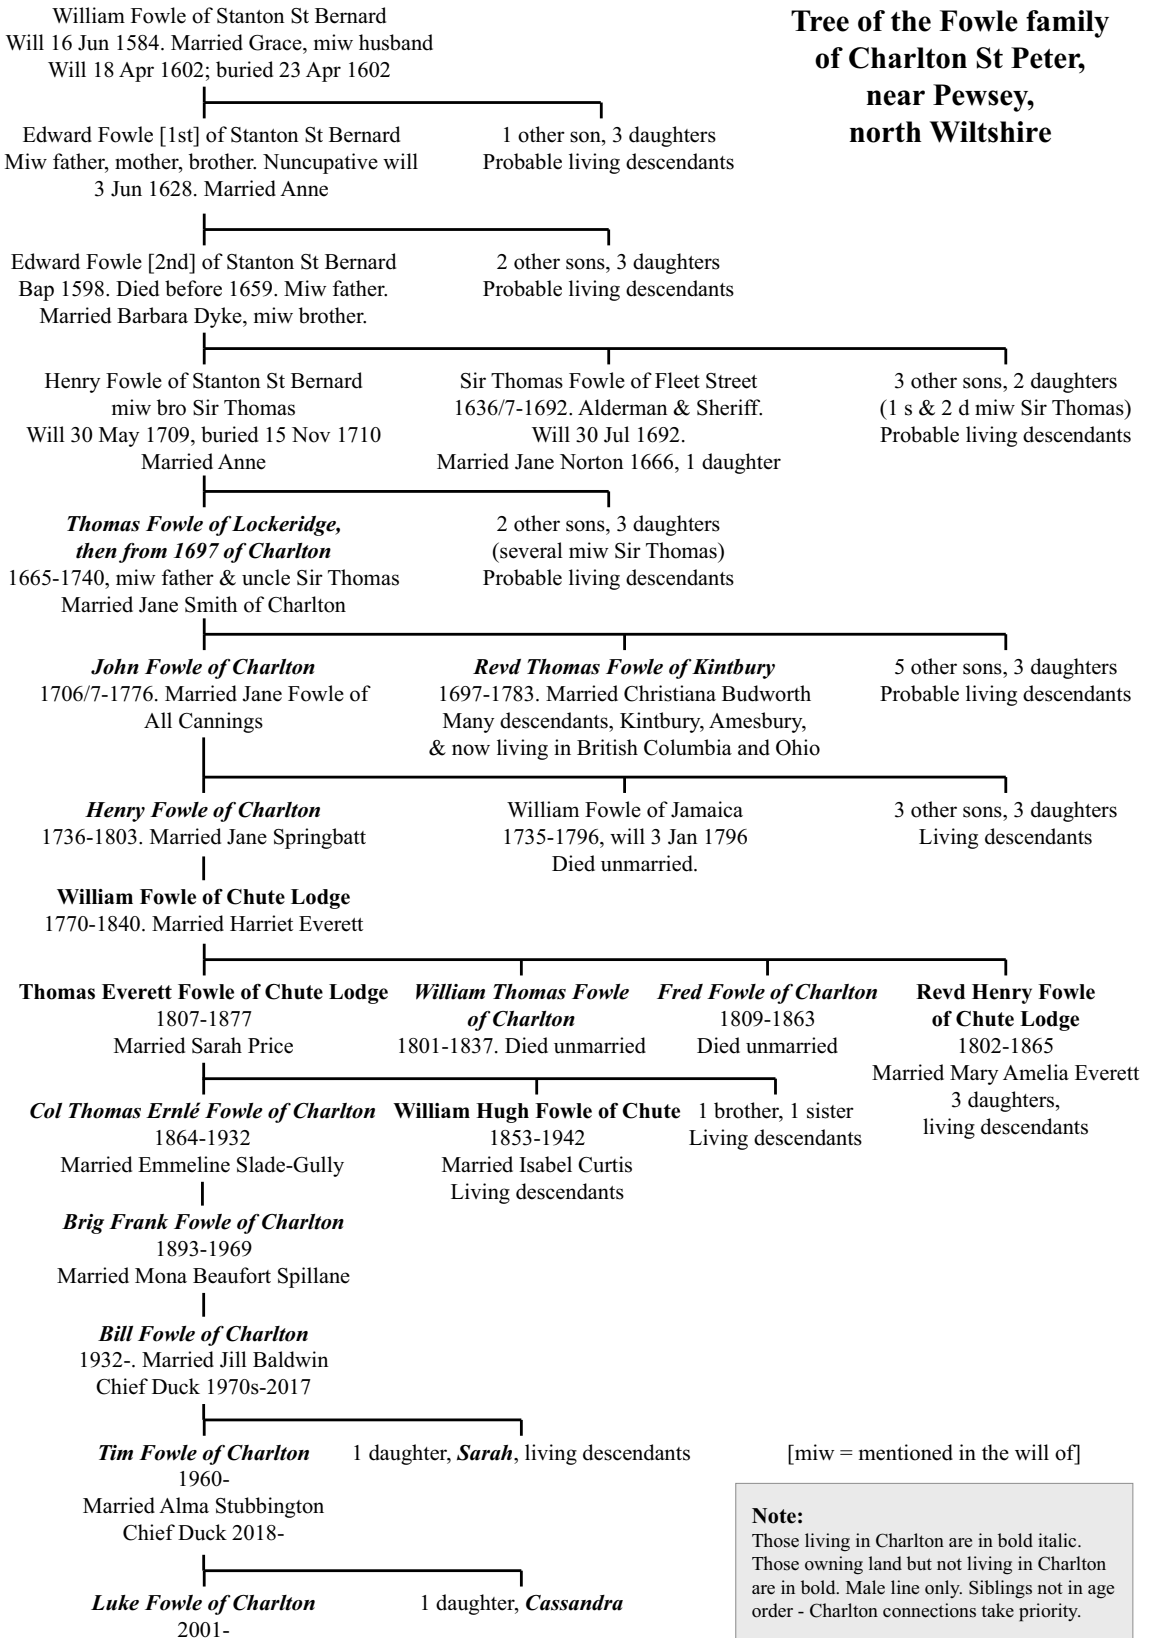 William Fowle of Stanton St Bernard
Will 16 Jun 1584. Married Grace, miw husband
Will 18 Apr 1602; buried 23 Apr 1602
Tree of the Fowle family
of Charlton St Peter,
near Pewsey,
north Wiltshire
Edward Fowle [1st] of Stanton St Bernard
Miw father, mother, brother. Nuncupative will
3 Jun 1628. Married Anne
1 other son, 3 daughters
Probable living descendants
Edward Fowle [2nd] of Stanton St Bernard
Bap 1598. Died before 1659. Miw father.
Married Barbara Dyke, miw brother.
2 other sons, 3 daughters
Probable living descendants
Henry Fowle of Stanton St Bernard
miw bro Sir Thomas
Will 30 May 1709, buried 15 Nov 1710
Married Anne
Sir Thomas Fowle of Fleet Street
1636/7-1692. Alderman & Sheriff.
Will 30 Jul 1692.
Married Jane Norton 1666, 1 daughter
3 other sons, 2 daughters
(1 s & 2 d miw Sir Thomas)
Probable living descendants
Thomas Fowle of Lockeridge,
then from 1697 of Charlton
1665-1740, miw father & uncle Sir Thomas
Married Jane Smith of Charlton
2 other sons, 3 daughters
(several miw Sir Thomas)
Probable living descendants
John Fowle of Charlton
1706/7-1776. Married Jane Fowle of
All Cannings
Revd Thomas Fowle of Kintbury
1697-1783. Married Christiana Budworth
Many descendants, Kintbury, Amesbury,
& now living in British Columbia and Ohio
5 other sons, 3 daughters
Probable living descendants
Henry Fowle of Charlton
1736-1803. Married Jane Springbatt
William Fowle of Jamaica
1735-1796, will 3 Jan 1796
Died unmarried.
3 other sons, 3 daughters
Living descendants
William Fowle of Chute Lodge
1770-1840. Married Harriet Everett
Thomas Everett Fowle of Chute Lodge
1807-1877
Married Sarah Price
William Thomas Fowle
of Charlton
1801-1837. Died unmarried
Fred Fowle of Charlton
1809-1863
Died unmarried
Revd Henry Fowle
of Chute Lodge
1802-1865
Married Mary Amelia Everett
3 daughters,
living descendants
Col Thomas Ernlé Fowle of Charlton
1864-1932
Married Emmeline Slade-Gully
William Hugh Fowle of Chute
1853-1942
Married Isabel Curtis
Living descendants
1 brother, 1 sister
Living descendants
Brig Frank Fowle of Charlton
1893-1969
Married Mona Beaufort Spillane
Bill Fowle of Charlton
1932-. Married Jill Baldwin
Chief Duck 1970s-2017
Tim Fowle of Charlton
1960-
Married Alma Stubbington
Chief Duck 2018-
1 daughter, Sarah, living descendants
[miw = mentioned in the will of]
Luke Fowle of Charlton
2001-
1 daughter, Cassandra
Note:
Those living in Charlton are in bold italic.
Those owning land but not living in Charlton
are in bold. Male line only. Siblings not in age
order - Charlton connections take priority.